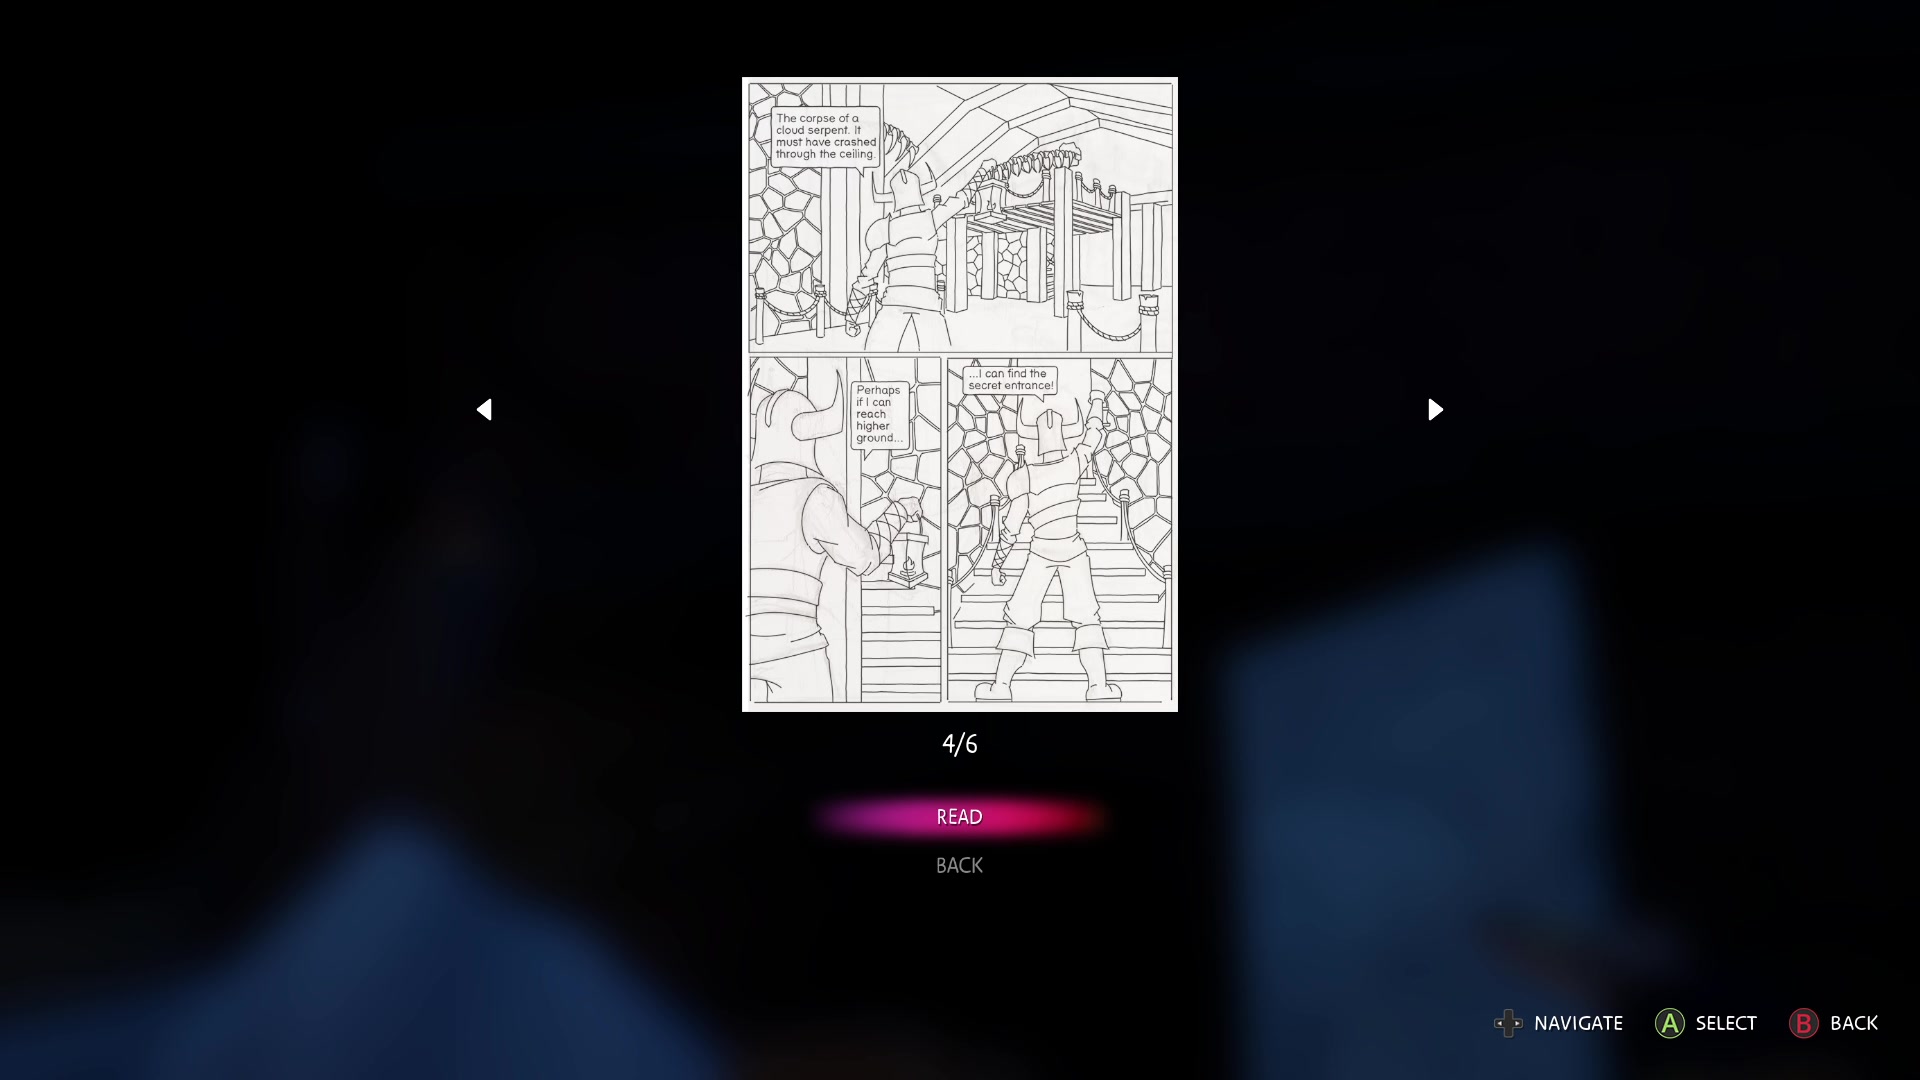 The corpse of a
cloud serpent. It
must have crashed
through the ceiling.
Perhaps
if I can
reach
higher
ground...
...I can find the
secret entrance!
4/6
READ
BACK
NAVIGATE
A SELECT
B BACK